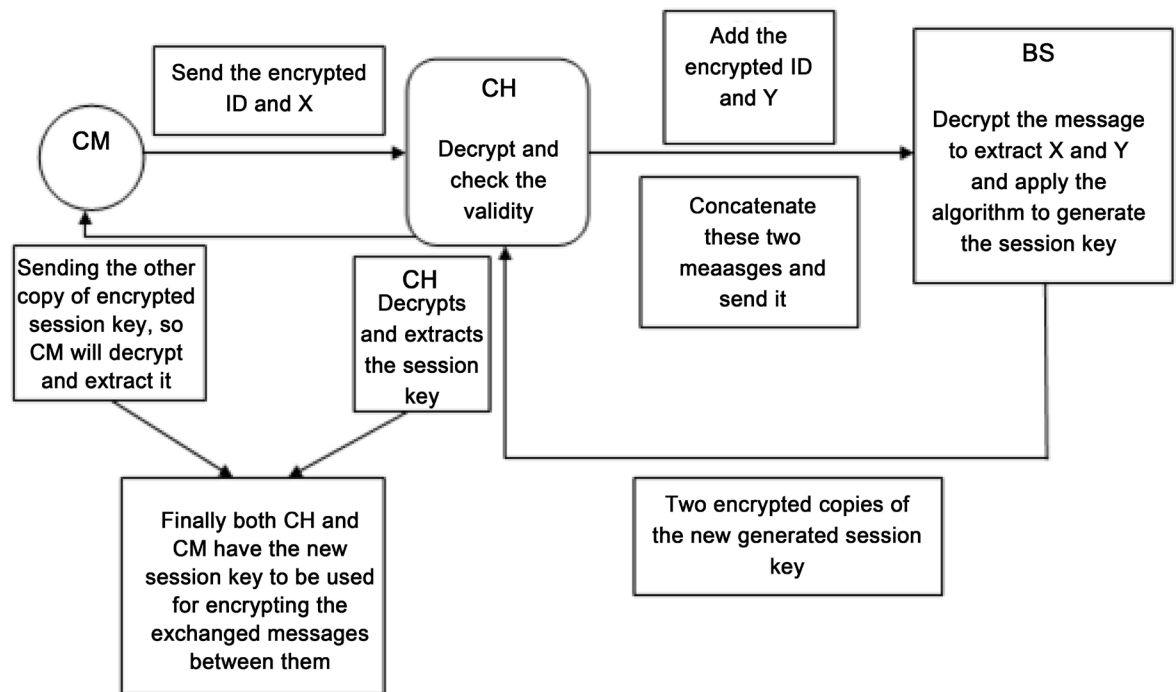 CM
Send the encrypted
ID and X
CH
Decrypt and
check the
validity
Add the
encrypted ID
and Y
Concatenate
these two
meaasges and
send it
BS
Decrypt the message
to extract X and Y
and apply the
algorithm to generate
the session key
Sending the other
copy of encrypted
session key, so
CM will decrypt
and extract it
CH
Decrypts
and extracts
the session
key
Two encrypted copies of
the new generated session
key
Finally both CH and
CM have the new
session key to be used
for encrypting the
exchanged messages
between them